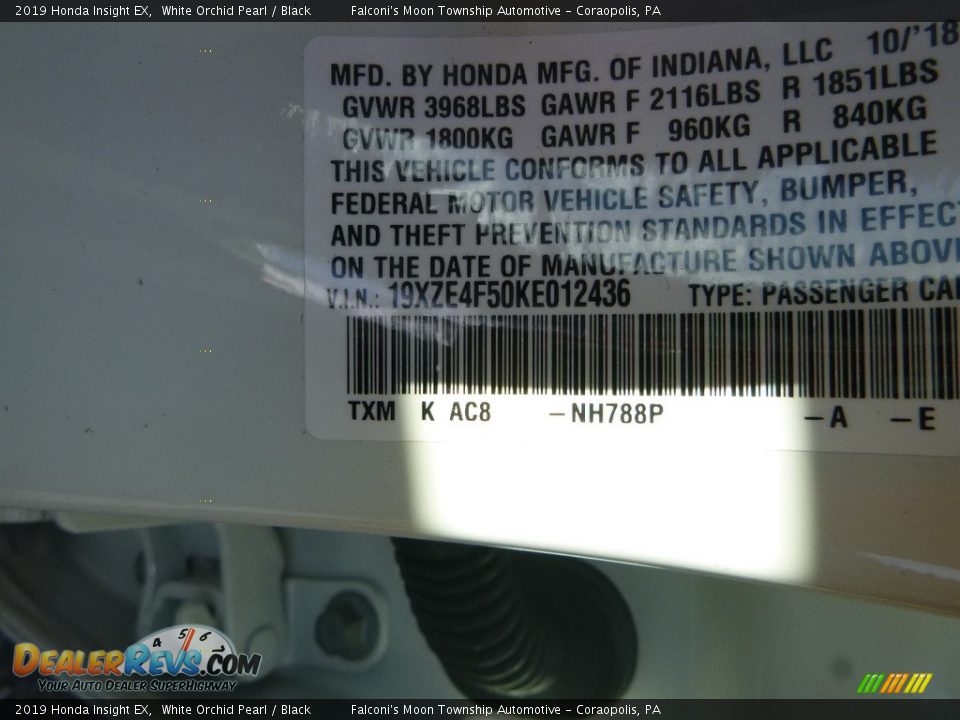 2019 Honda Insight EX, White Orchid Pearl / Black Falconi's Moon Township Automotive - Coraopolis, PA
MFD. BY HONDA MFG. OF INDIANA, LLC 10/'18
GVWR 3968LBS GAWR F 2116LBS R 1851LBS
GVWR 1800KG GAWR F 960KG R 840KG
THIS VEHICLE CONFORMS TO ALL APPLICABLE
FEDERAL MOTOR VEHICLE SAFETY, BUMPER,
AND THEFT PREVENTION STANDARDS IN EFFECT
ON THE DATE OF MANUFACTURE SHOWN ABOVE
V.I.N.: 19XZE4F50KE012436 TYPE: PASSENGER CAR
TXM K AC8 -NH788P -A -E
4 5 6 7
DEALERREVS.COM
YOUR AUTO DEALER SUPERHIGHWAY
2019 Honda Insight EX, White Orchid Pearl / Black Falconi's Moon Township Automotive - Coraopolis, PA